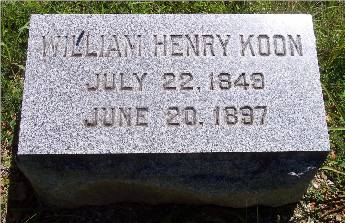 WILLIAM HENRY KOON
JULY 22, 1849
JUNE 20, 1897